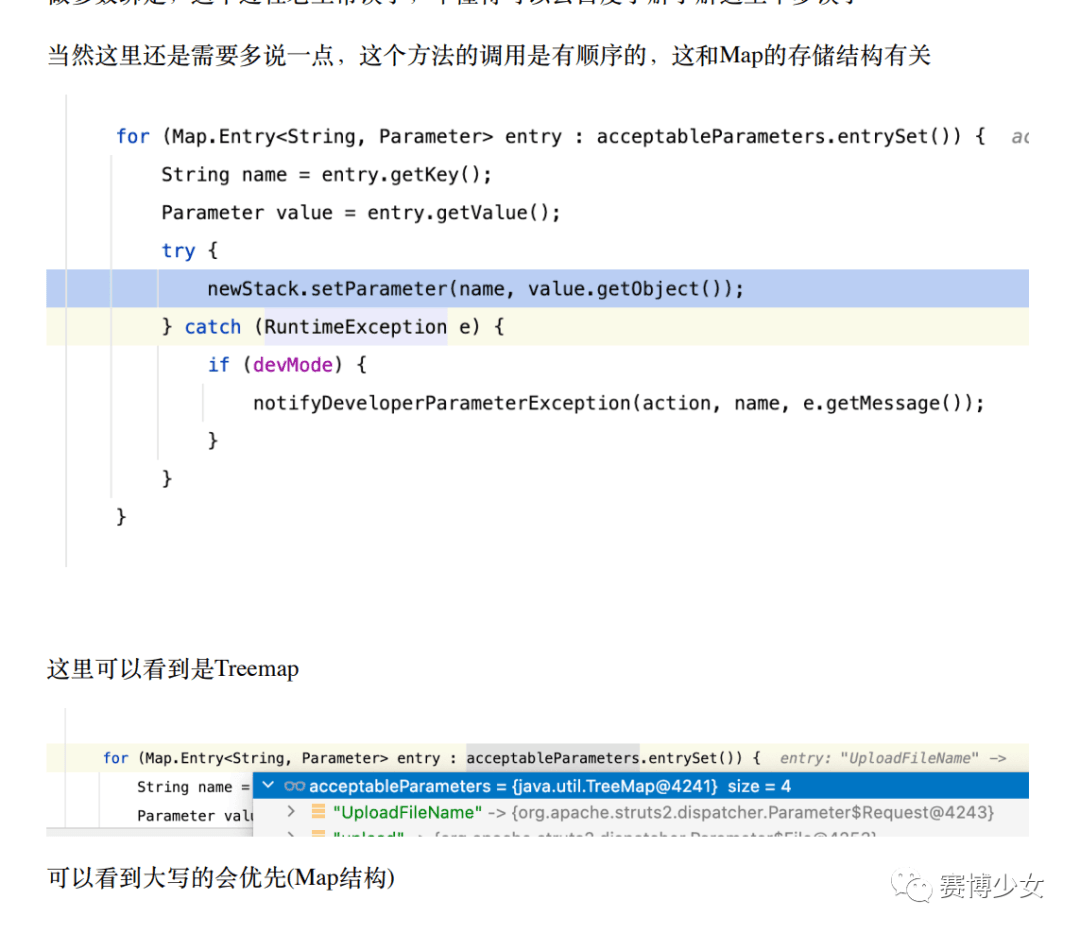 当然这里还是需要多说一点，这个方法的调用是有顺序的，这和Map的存储结构有关
for (Map.Entry<String, Parameter> entry : acceptableParameters.entrySet()) {
String name = entry.getKey();
Parameter value = entry.getValue();
try {
newStack.setParameter(name, value.getObject());
} catch (RuntimeException e) {
if (devMode) {
notifyDeveloperParameterException(action, name, e.getMessage());
}
}
}
这里可以看到是Treemap
for (Map.Entry<String, Parameter> entry : acceptableParameters.entrySet()) { entry: "UploadFileName" ->
String name =
acceptableParameters = {java.util.TreeMap@4241} size = 4
Parameter valu
"UploadFileName" -> {org.apache.struts2.dispatcher.Parameter$Request@4243}
可以看到大写的会优先(Map结构)
赛博少女